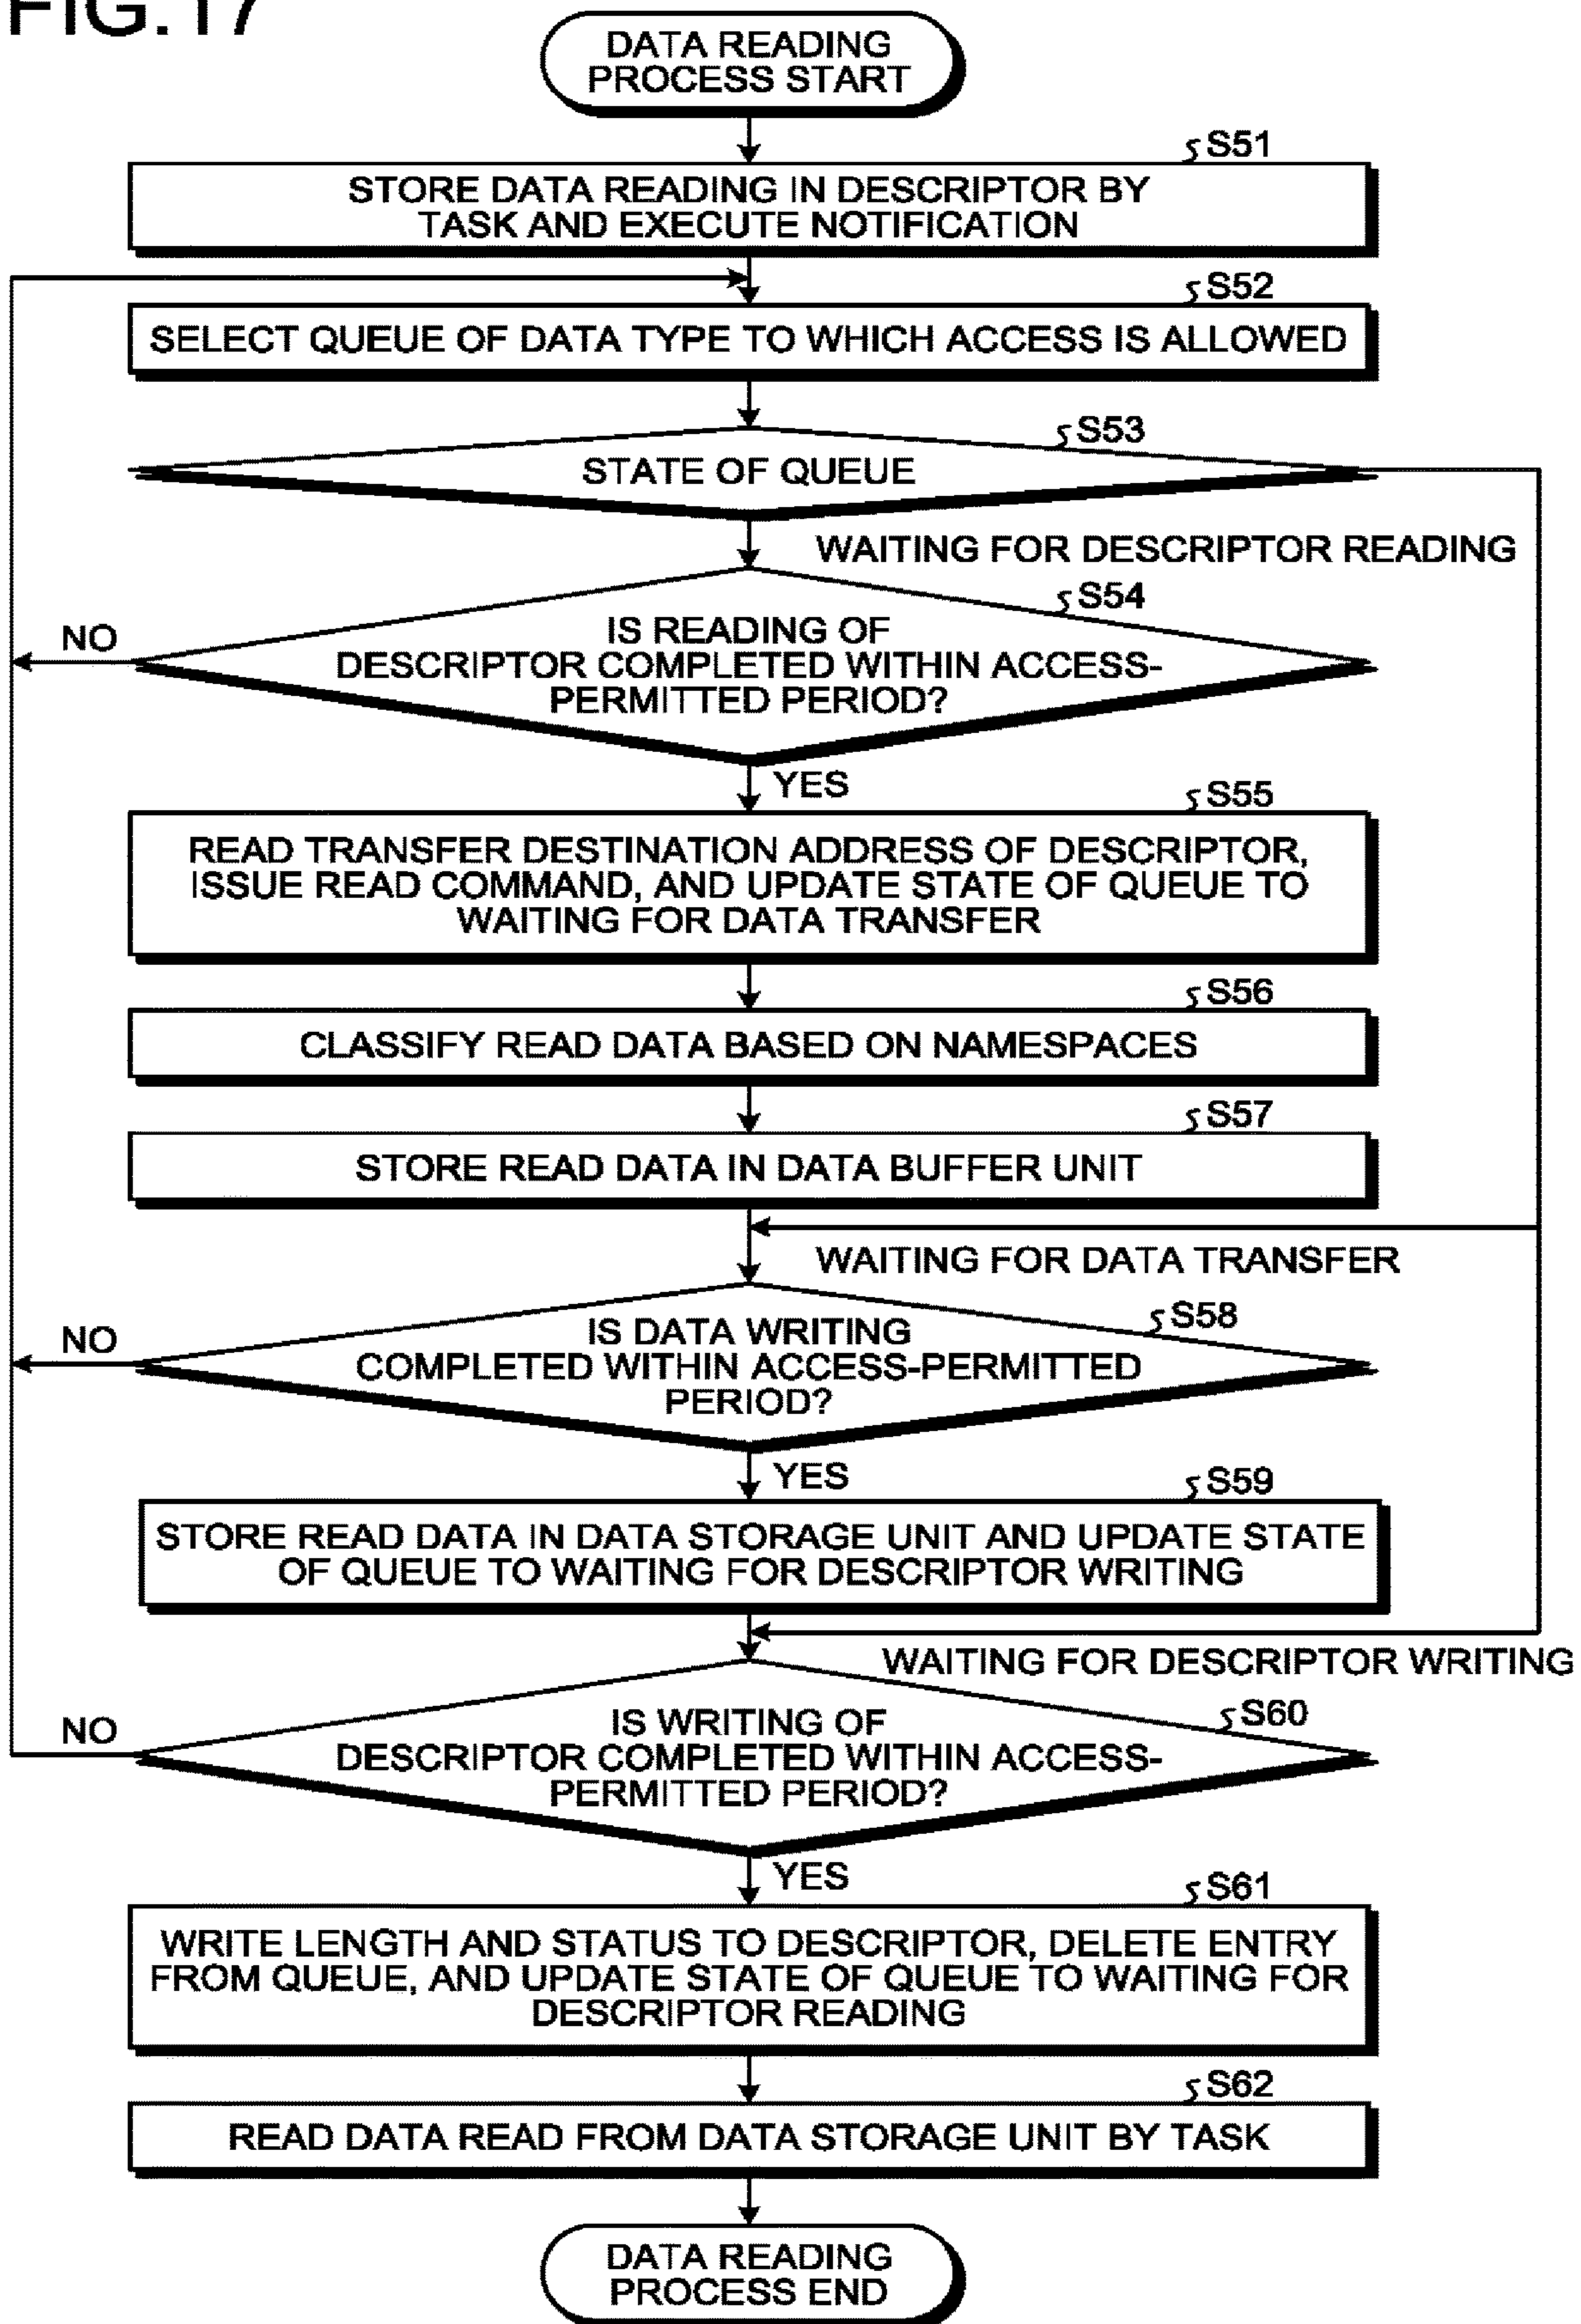 FIG.17
DATA READING
PROCESS START
S51
STORE DATA READING IN DESCRIPTOR BY
TASK AND EXECUTE NOTIFICATION
S52
SELECT QUEUE OF DATA TYPE TO WHICH ACCESS IS ALLOWED
S53
STATE OF QUEUE
WAITING FOR DESCRIPTOR READING
S54
IS READING OF
DESCRIPTOR COMPLETED WITHIN ACCESS-
PERMITTED PERIOD?
NO
YES
S55
READ TRANSFER DESTINATION ADDRESS OF DESCRIPTOR,
ISSUE READ COMMAND, AND UPDATE STATE OF QUEUE TO
WAITING FOR DATA TRANSFER
S56
CLASSIFY READ DATA BASED ON NAMESPACES
S57
STORE READ DATA IN DATA BUFFER UNIT
WAITING FOR DATA TRANSFER
S58
IS DATA WRITING
COMPLETED WITHIN ACCESS-PERMITTED
PERIOD?
NO
YES
S59
STORE READ DATA IN DATA STORAGE UNIT AND UPDATE STATE
OF QUEUE TO WAITING FOR DESCRIPTOR WRITING
WAITING FOR DESCRIPTOR WRITING
S60
IS WRITING OF
DESCRIPTOR COMPLETED WITHIN ACCESS-
PERMITTED PERIOD?
NO
YES
S61
WRITE LENGTH AND STATUS TO DESCRIPTOR, DELETE ENTRY
FROM QUEUE, AND UPDATE STATE OF QUEUE TO WAITING FOR
DESCRIPTOR READING
S62
READ DATA READ FROM DATA STORAGE UNIT BY TASK
DATA READING
PROCESS END